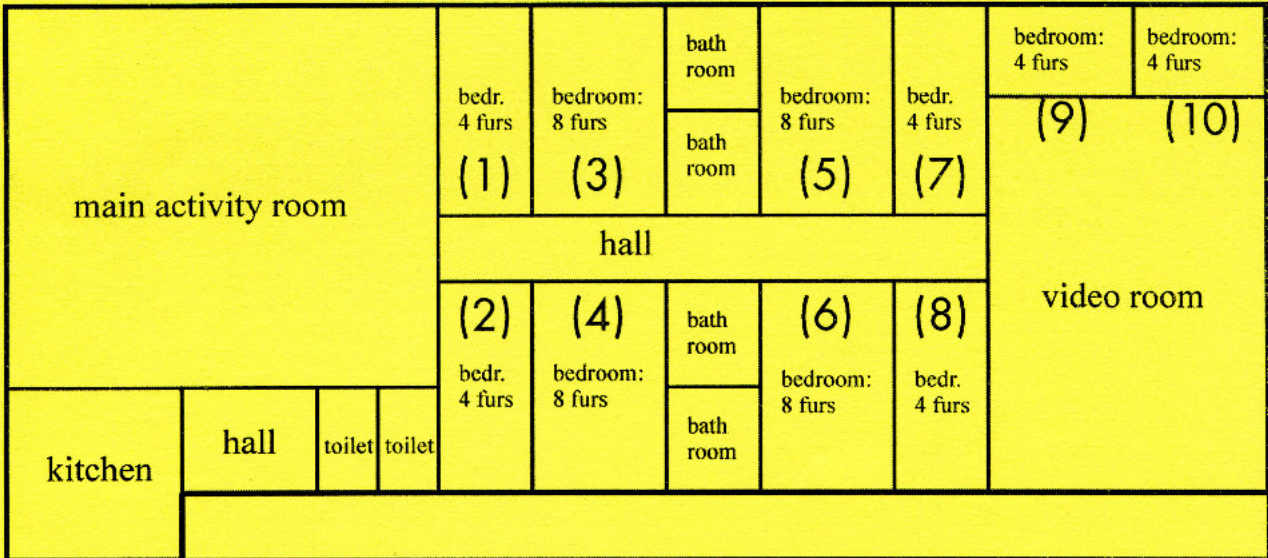 main activity room
bedr.
4 furs
(1)
bedroom:
8 furs
(3)
bath
room
bath
room
bedroom:
8 furs
(5)
bedr.
4 furs
(7)
bedroom:
4 furs
(9)
bedroom:
4 furs
(10)
hall
video room
(2)
bedr.
4 furs
(4)
bedroom:
8 furs
bath
room
bath
room
(6)
bedroom:
8 furs
(8)
bedr.
4 furs
kitchen
hall
toilet
toilet